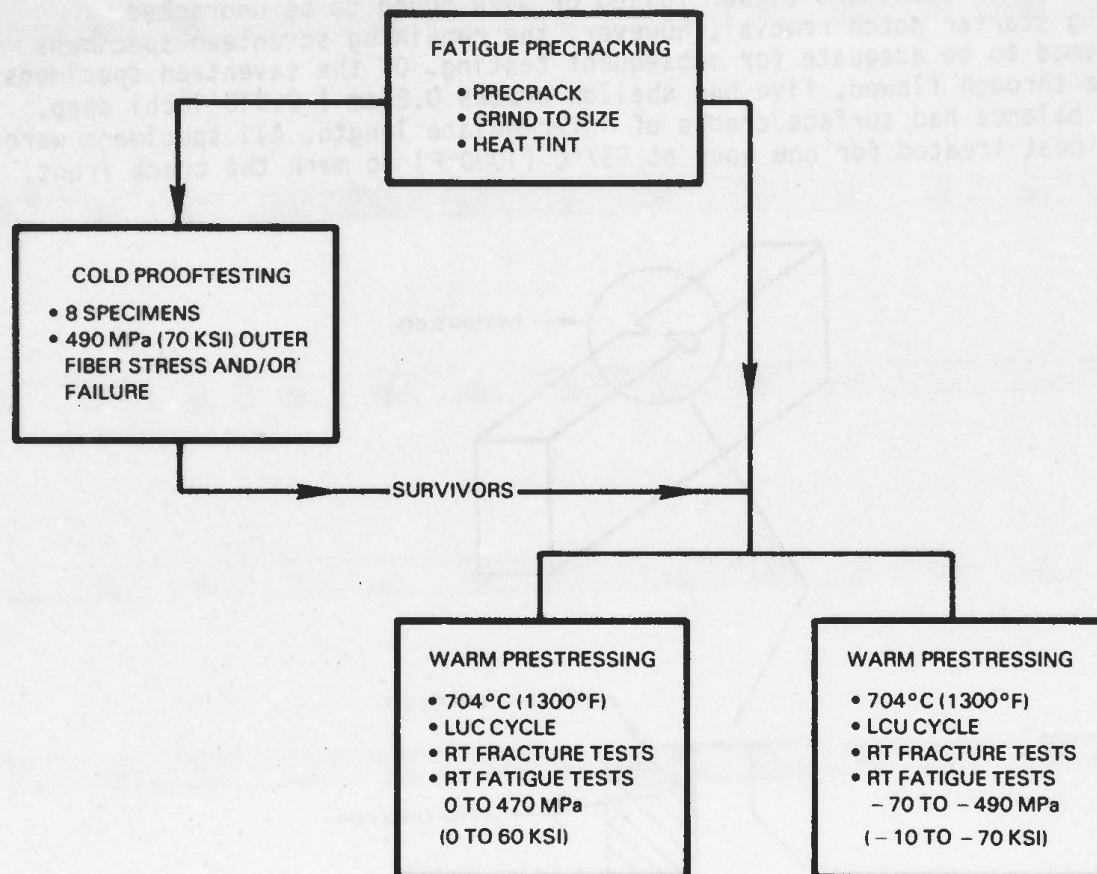 FATIGUE PRECRACKING
• PRECRACK
• GRIND TO SIZE
• HEAT TINT
COLD PROOFTESTING
• 8 SPECIMENS
• 490 MPa (70 KSI) OUTER
FIBER STRESS AND/OR
FAILURE
SURVIVORS
WARM PRESTRESSING
• 704°C (1300°F)
• LUC CYCLE
• RT FRACTURE TESTS
• RT FATIGUE TESTS
0 TO 470 MPa
(0 TO 60 KSI)
WARM PRESTRESSING
• 704°C (1300°F)
• LCU CYCLE
• RT FRACTURE TESTS
• RT FATIGUE TESTS
– 70 TO – 490 MPa
( – 10 TO – 70 KSI)